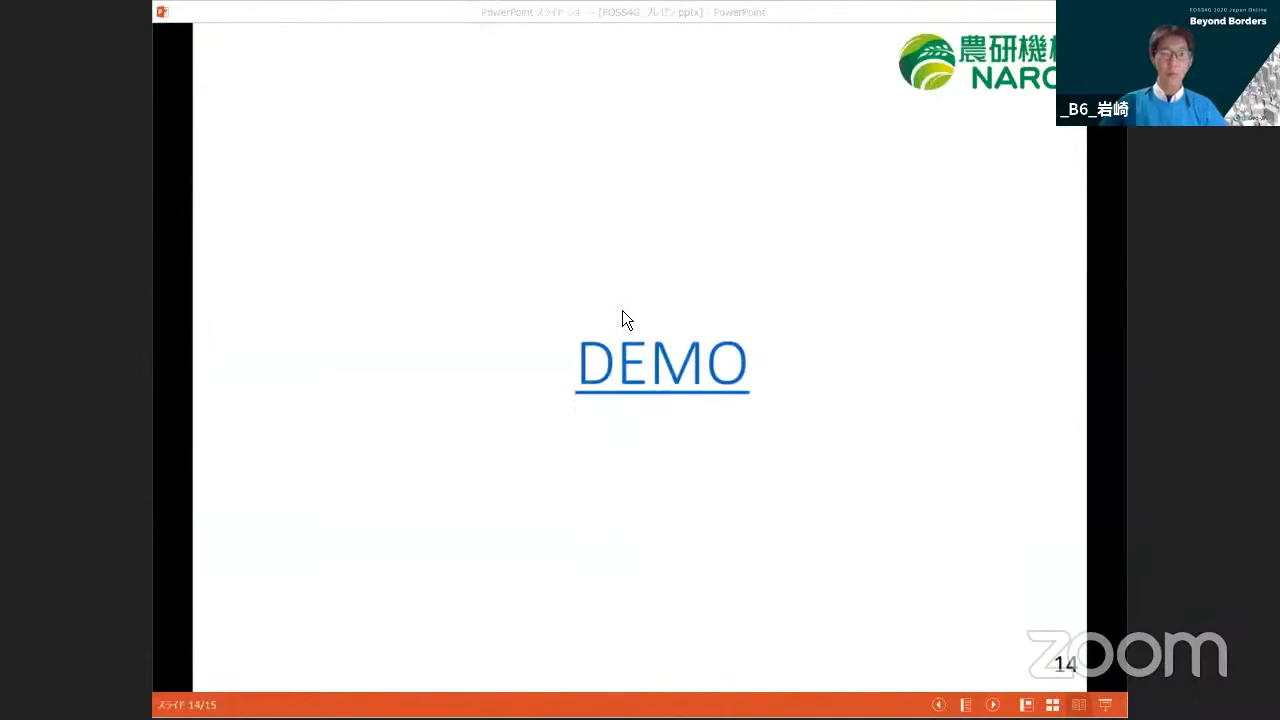 PowerPoint スライド ショー - [FOSS4G_プレゼン.pptx] - PowerPoint
農研機
NARO
FOSS4G 2020 Japan Online
Beyond Borders
_B6_岩崎
DEMO
14
zoom
スライド 14/15